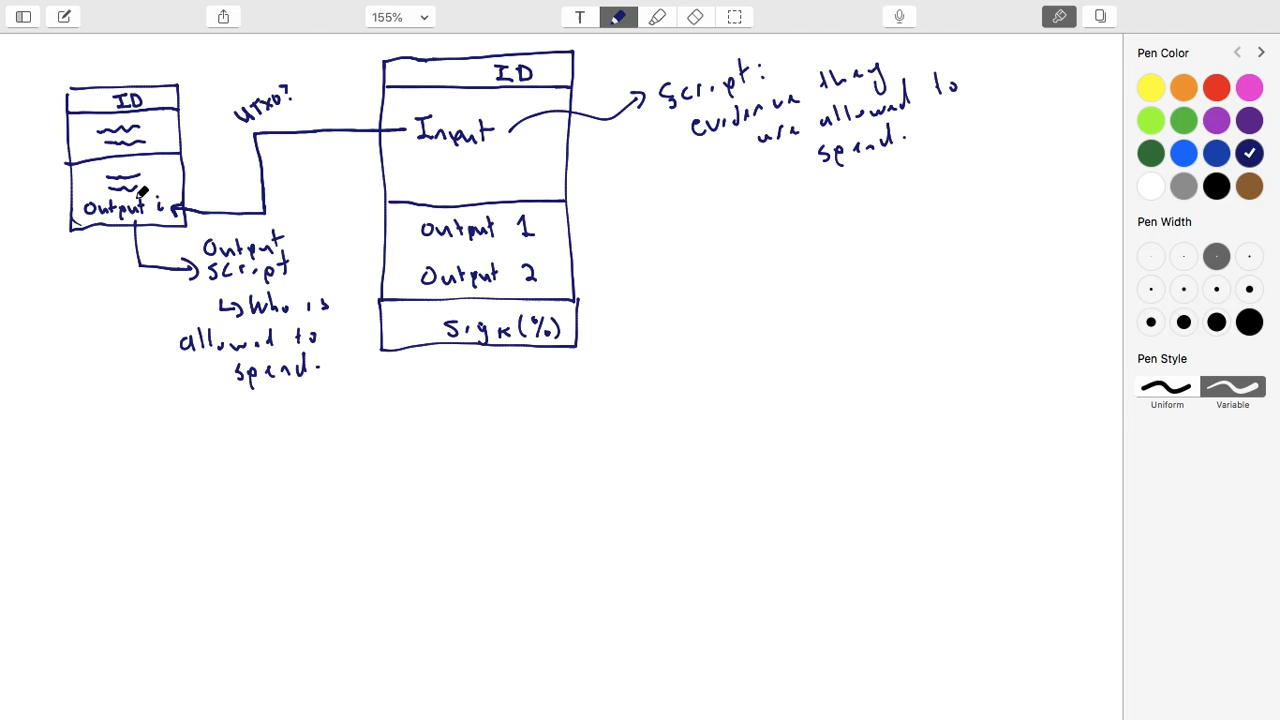 155%
T
ID
Output i
UTXO?
Output
script
↳ Who is
allowed to
spend.
ID
Input
Output 1
Output 2
Sigk(%)
Script:
evidence they
are allowed to
spend.
Pen Color
Pen Width
Pen Style
Uniform
Variable